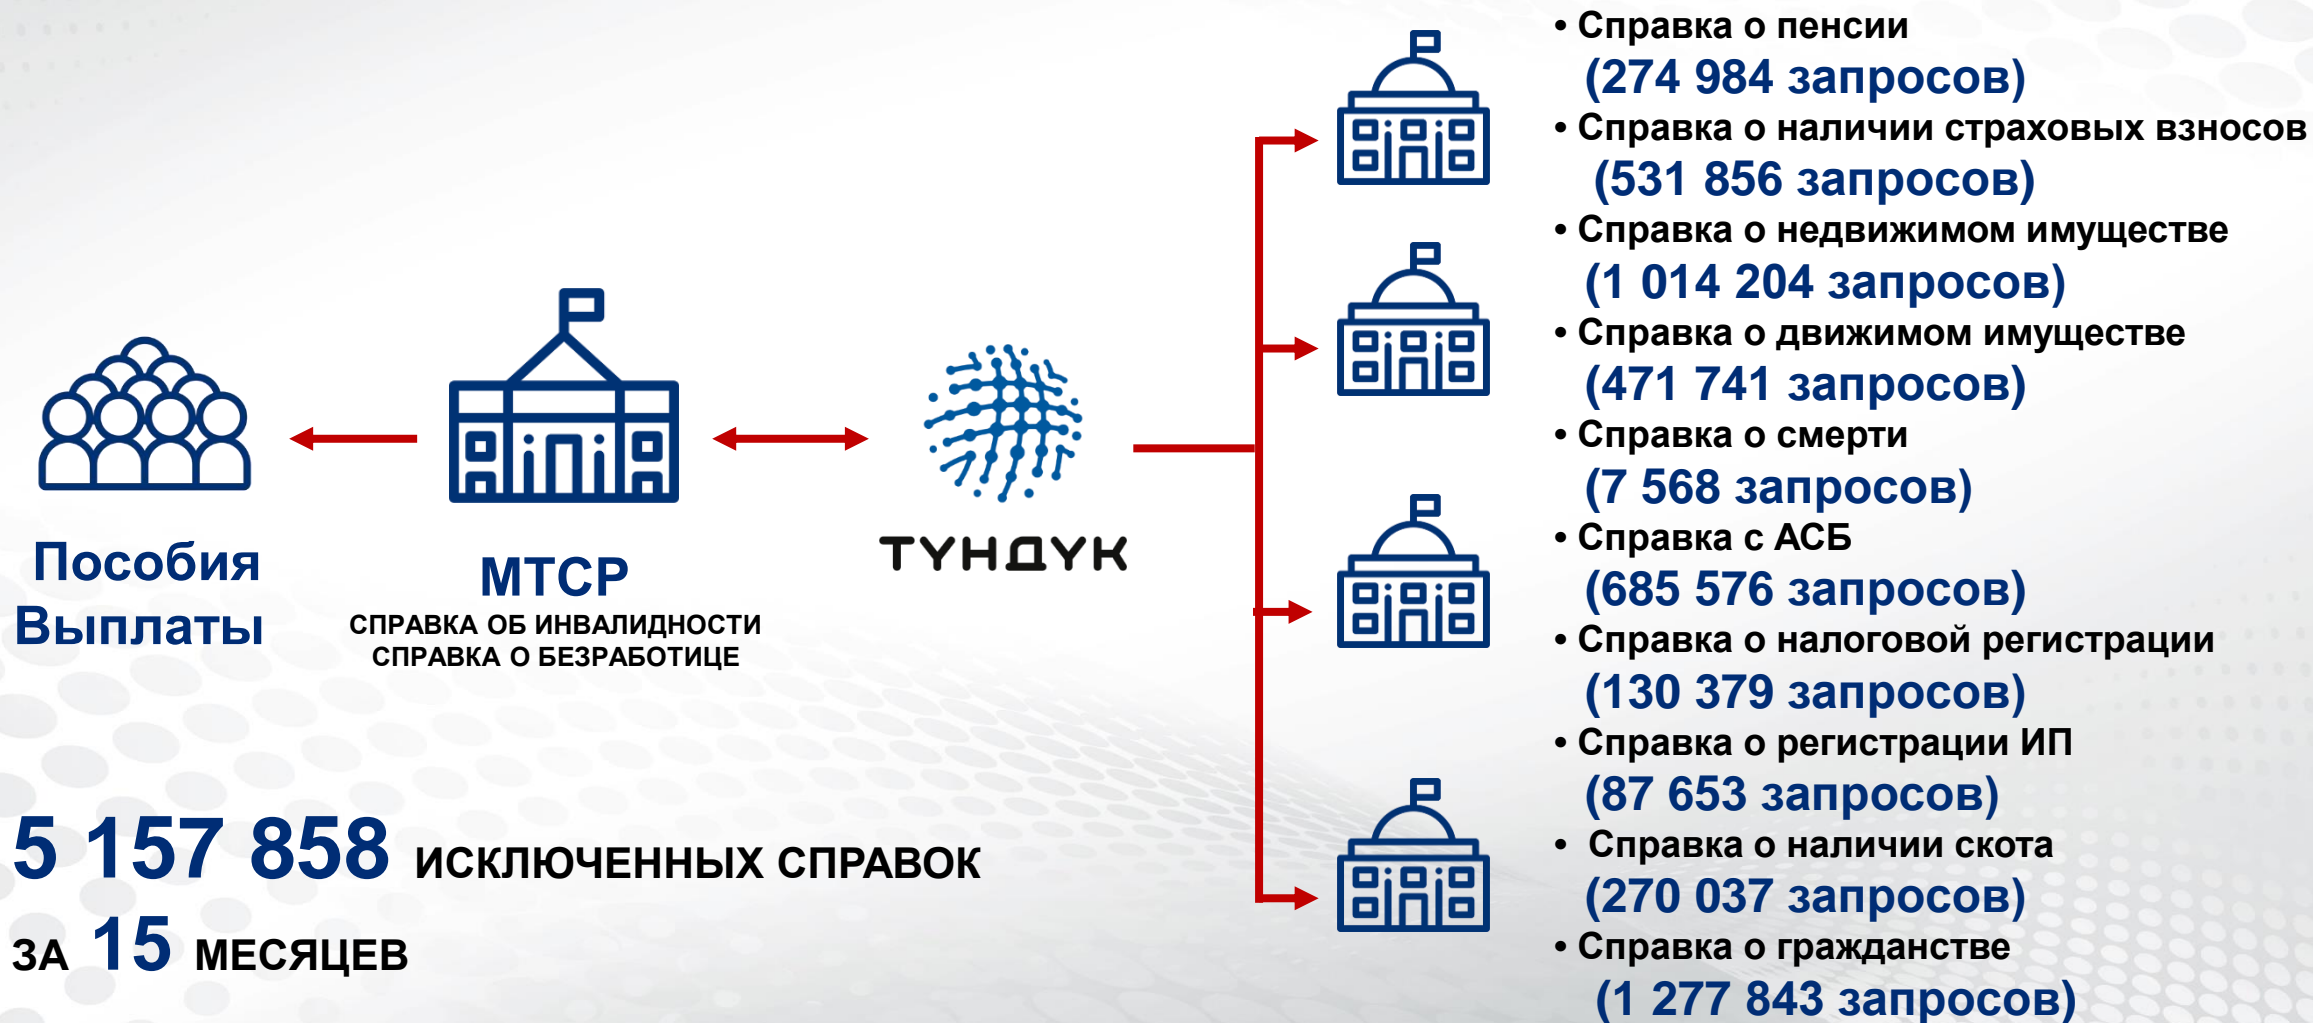 Пособия
Выплаты
МТСР
СПРАВКА ОБ ИНВАЛИДНОСТИ
СПРАВКА О БЕЗРАБОТИЦЕ
ТҮНДҮК
5 157 858 ИСКЛЮЧЕННЫХ СПРАВОК
ЗА 15 МЕСЯЦЕВ
• Справка о пенсии
(274 984 запросов)
• Справка о наличии страховых взносов
(531 856 запросов)
• Справка о недвижимом имуществе
(1 014 204 запросов)
• Справка о движимом имуществе
(471 741 запросов)
• Справка о смерти
(7 568 запросов)
• Справка с АСБ
(685 576 запросов)
• Справка о налоговой регистрации
(130 379 запросов)
• Справка о регистрации ИП
(87 653 запросов)
• Справка о наличии скота
(270 037 запросов)
• Справка о гражданстве
(1 277 843 запросов)